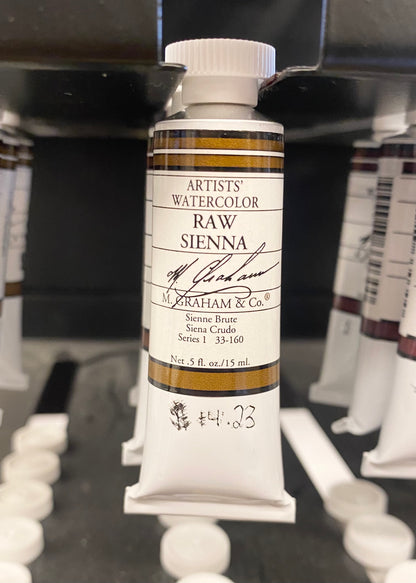 ARTISTS'
WATERCOLOR
RAW
SIENNA
M. Graham
M. GRAHAM & Co.®
Sienne Brute
Siena Crudo
Series 1 33-160
Net .5 fl. oz./15 ml.
$ 14.23